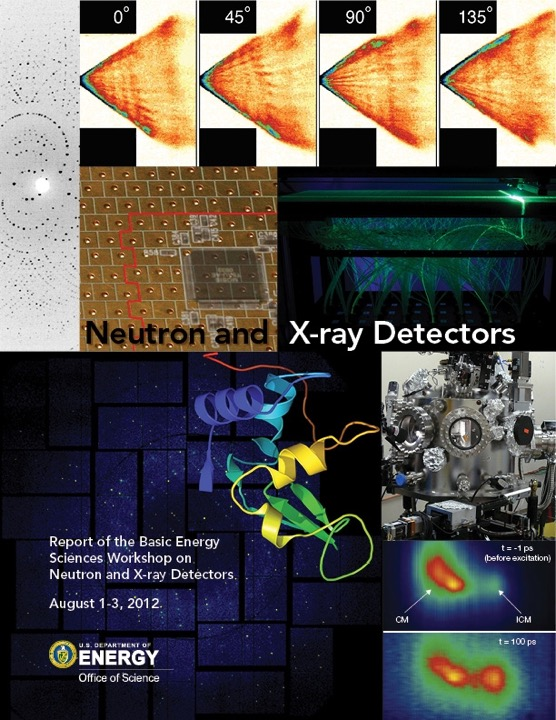 0°
45°
90°
135°
Neutron and X-ray Detectors
Report of the Basic Energy
Sciences Workshop on
Neutron and X-ray Detectors
August 1-3, 2012
U.S. DEPARTMENT OF
ENERGY
Office of Science
t = -1 ps
(before excitation)
CM
ICM
t = 100 ps